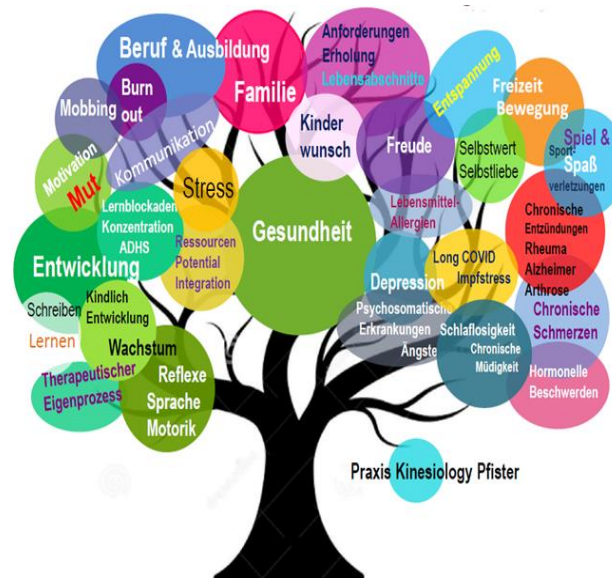 Beruf & Ausbildung
Familie
Anforderungen
Erholung
Lebensabschnitte
Entspannung
Freizeit
Bewegung
Burn
out
Mobbing
Kommunikation
Kinder
wunsch
Freude
Selbstwert
Selbstliebe
Spiel &
Spaß
Sport-
verletzungen
Motivation
Mut
Stress
Lernblockaden
Konzentration
ADHS
Ressourcen
Potential
Integration
Gesundheit
Lebensmittel-
Allergien
Chronische
Entzündungen
Rheuma
Alzheimer
Arthrose
Entwicklung
Depression
Long COVID
Impfstress
Schreiben
Lernen
Kindlich
Entwicklung
Psychosomatische
Erkrankungen
Ängste
Schlaflosigkeit
Chronische
Müdigkeit
Chronische
Schmerzen
Wachstum
Reflexe
Sprache
Motorik
Therapeutischer
Eigenprozess
Hormonelle
Beschwerden
Praxis Kinesiology Pfister